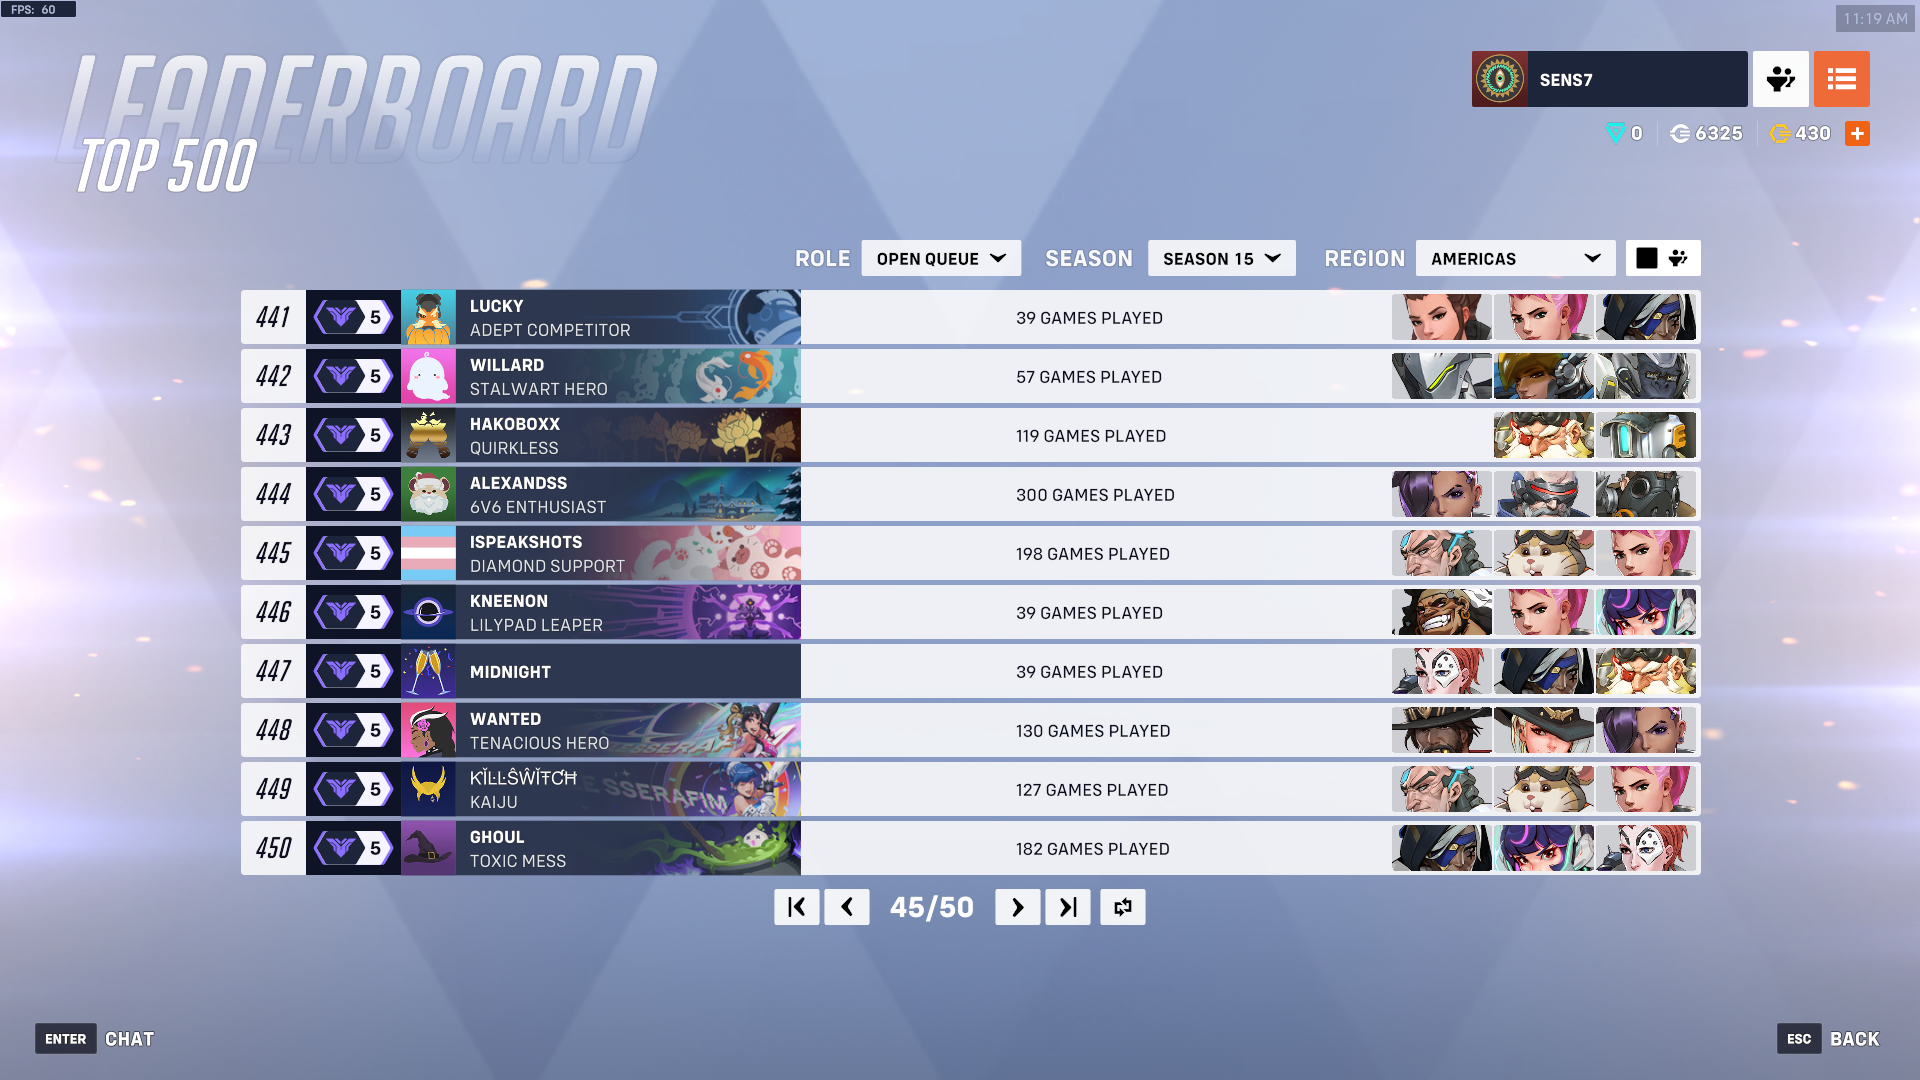 FPS: 60
11:19 AM
LEADERBOARD
TOP 500
SENS7
0 6325 430
ROLE OPEN QUEUE SEASON SEASON 15 REGION AMERICAS
441 5 LUCKY
ADEPT COMPETITOR
39 GAMES PLAYED
442 5 WILLARD
STALWART HERO
57 GAMES PLAYED
443 5 HAKOBOXX
QUIRKLESS
119 GAMES PLAYED
444 5 ALEXANDSS
6V6 ENTHUSIAST
300 GAMES PLAYED
445 5 ISPEAKSHOTS
DIAMOND SUPPORT
198 GAMES PLAYED
446 5 KNEENON
LILYPAD LEAPER
39 GAMES PLAYED
447 5 MIDNIGHT
39 GAMES PLAYED
448 5 WANTED
TENACIOUS HERO
130 GAMES PLAYED
449 5
KAIJU
SSERAFIM
127 GAMES PLAYED
450 5 GHOUL
TOXIC MESS
182 GAMES PLAYED
45/50
ENTER CHAT
ESC BACK